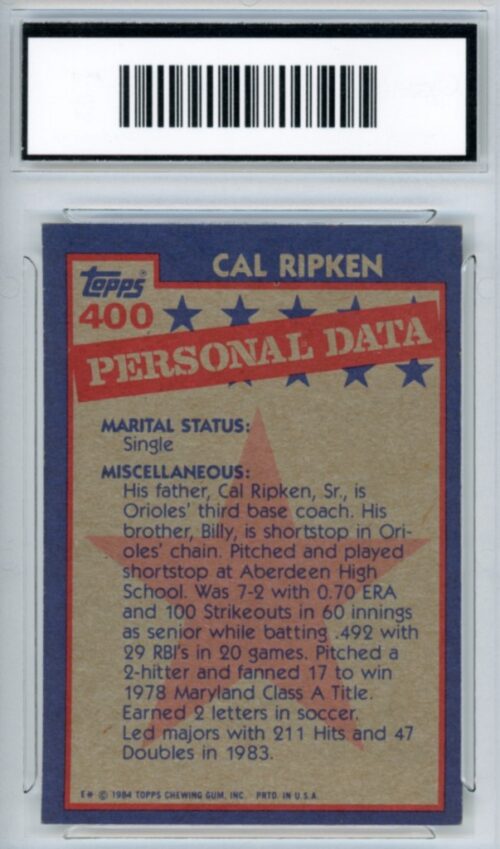 CAL RIPKEN
Topps
400
PERSONAL DATA
MARITAL STATUS:
Single
MISCELLANEOUS:
His father, Cal Ripken, Sr., is
Orioles' third base coach. His
brother, Billy, is shortstop in Ori-
oles' chain. Pitched and played
shortstop at Aberdeen High
School. Was 7-2 with 0.70 ERA
and 100 Strikeouts in 60 innings
as senior while batting .492 with
29 RBI's in 20 games. Pitched a
2-hitter and fanned 17 to win
1978 Maryland Class A Title.
Earned 2 letters in soccer.
Led majors with 211 Hits and 47
Doubles in 1983.
E* © 1984 TOPPS CHEWING GUM, INC. PRTD. IN U.S.A.